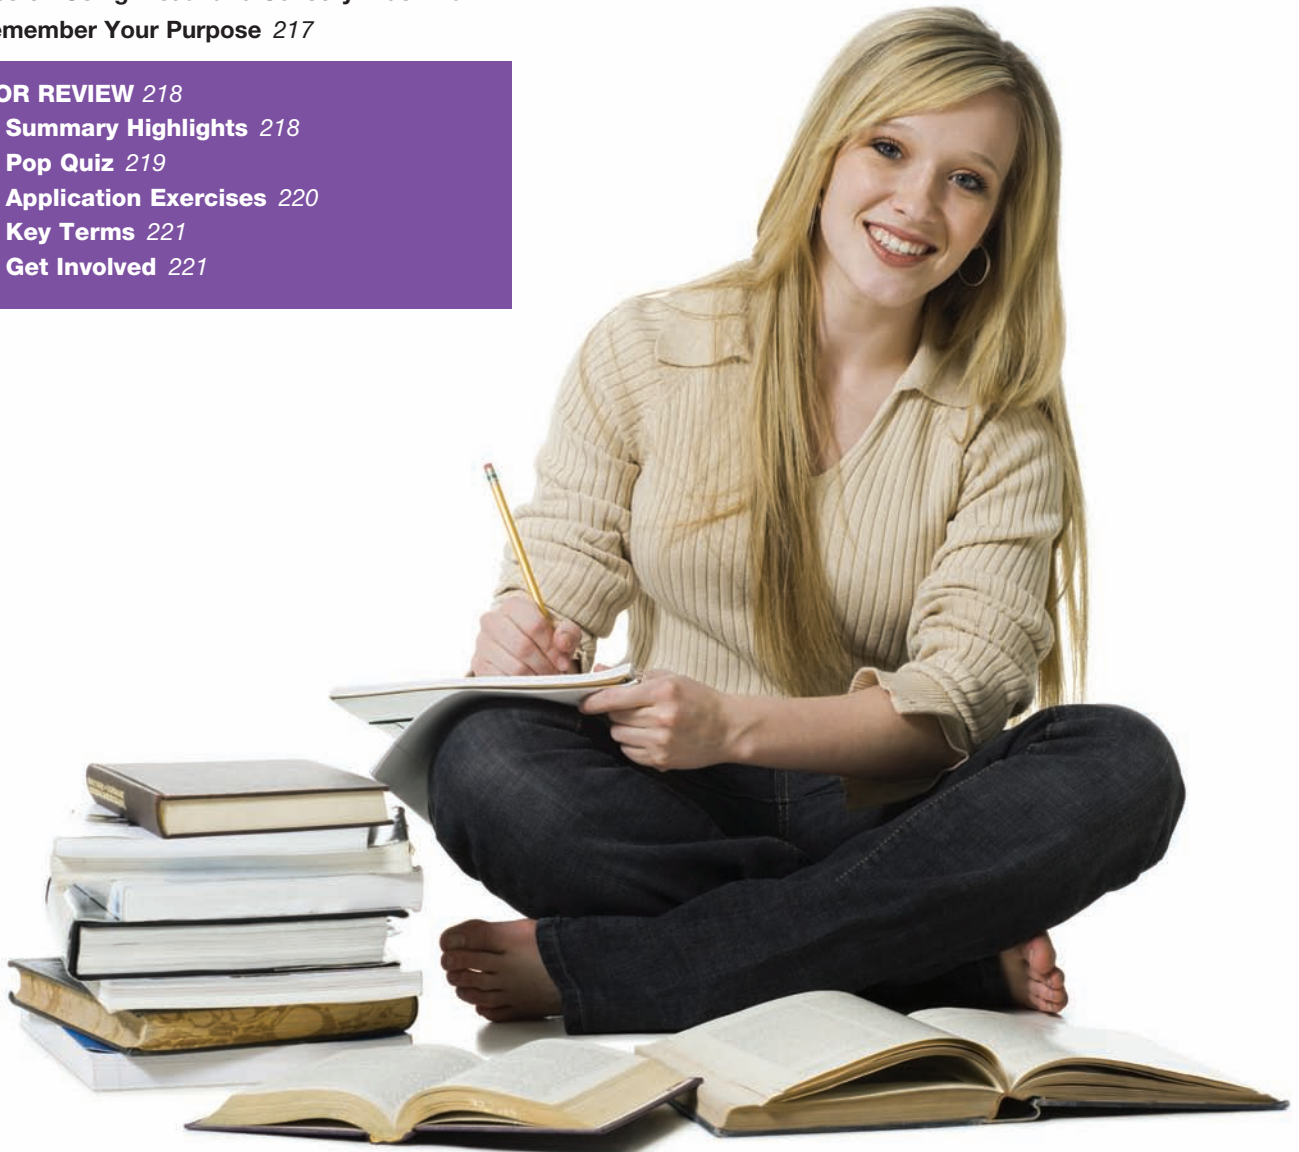 emember Your Purpose 217
OR REVIEW 218
Summary Highlights 218
Pop Quiz 219
Application Exercises 220
Key Terms 221
Get Involved 221